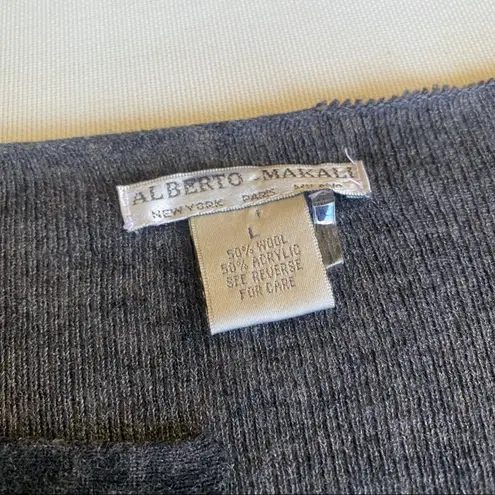 ALBERTO MAKALI
NEW YORK PARIS MILANO
L
50% WOOL
50% ACRYLIC
SEE REVERSE
FOR CARE